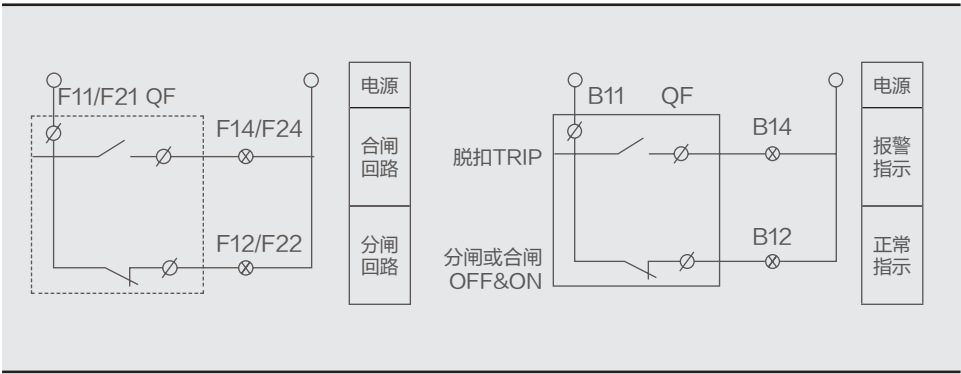 F11/F21 QF
F14/F24
F12/F22
电源
合闸
回路
分闸
回路
B11 QF
脱扣TRIP
B14
分闸或合闸
OFF&ON
B12
电源
报警
指示
正常
指示